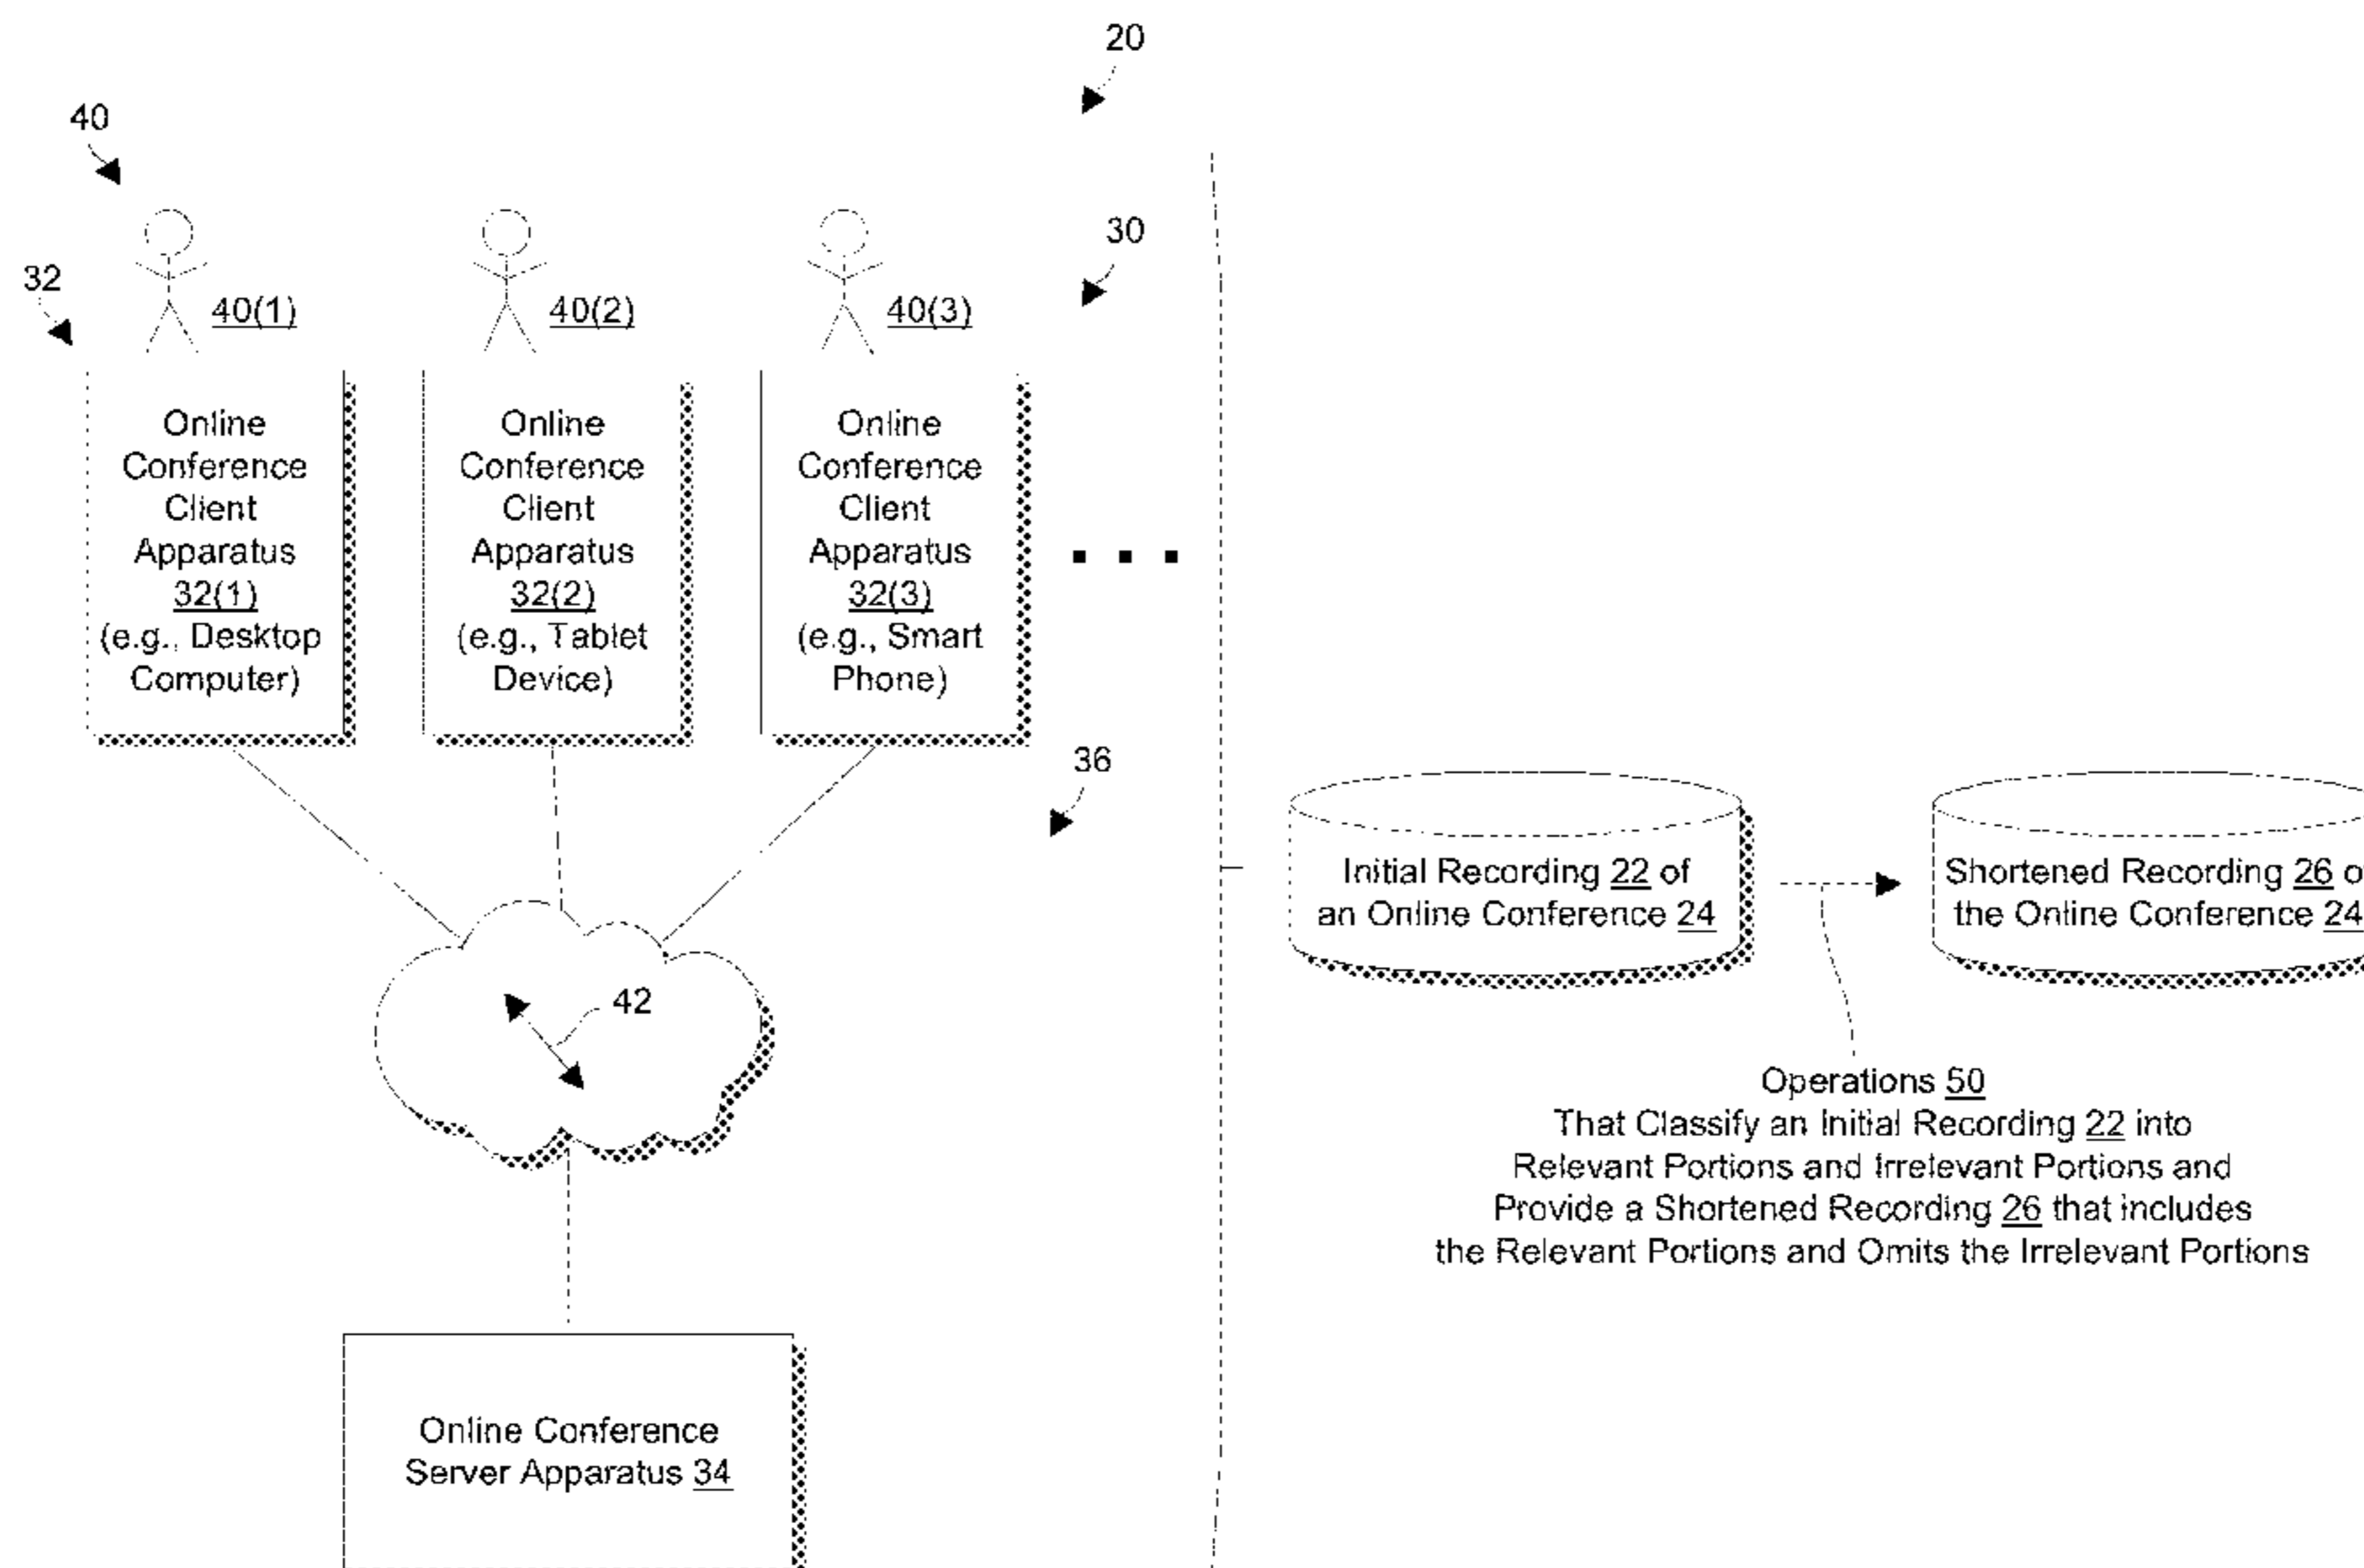 20
40
30
32
40(1)
40(2)
40(3)
Online
Conference
Client
Apparatus
32(1)
(e.g., Desktop
Computer)
Online
Conference
Client
Apparatus
32(2)
(e.g., Tablet
Device)
Online
Conference
Client
Apparatus
32(3)
(e.g., Smart
Phone)
36
42
Online Conference
Server Apparatus 34
Initial Recording 22 of
an Online Conference 24
Shortened Recording 26
the Online Conference 24
Operations 50
That Classify an Initial Recording 22 into
Relevant Portions and Irrelevant Portions and
Provide a Shortened Recording 26 that includes
the Relevant Portions and Omits the Irrelevant Portions